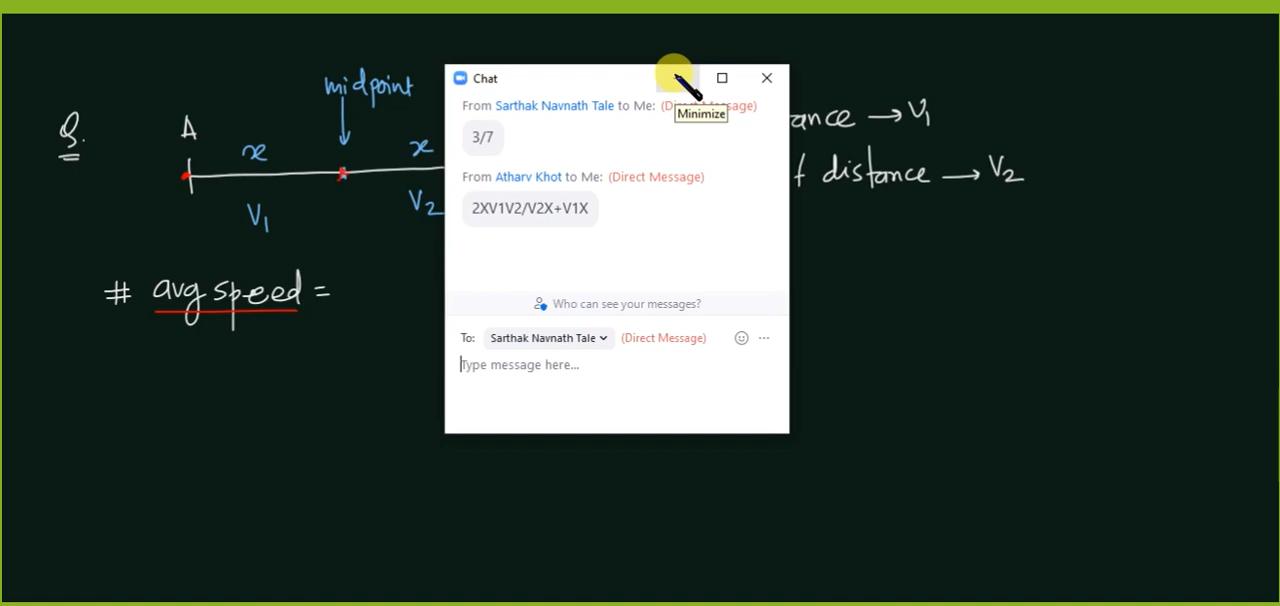 midpoint
Q.
A
x
x
V1
V2
ance → V1
f distance → V2
# avg speed =
Chat
Minimize
From Sarthak Navnath Tale to Me: (Direct Message)
3/7
From Atharv Khot to Me: (Direct Message)
2XV1V2/V2X+V1X
Who can see your messages?
To: Sarthak Navnath Tale (Direct Message)
Type message here...